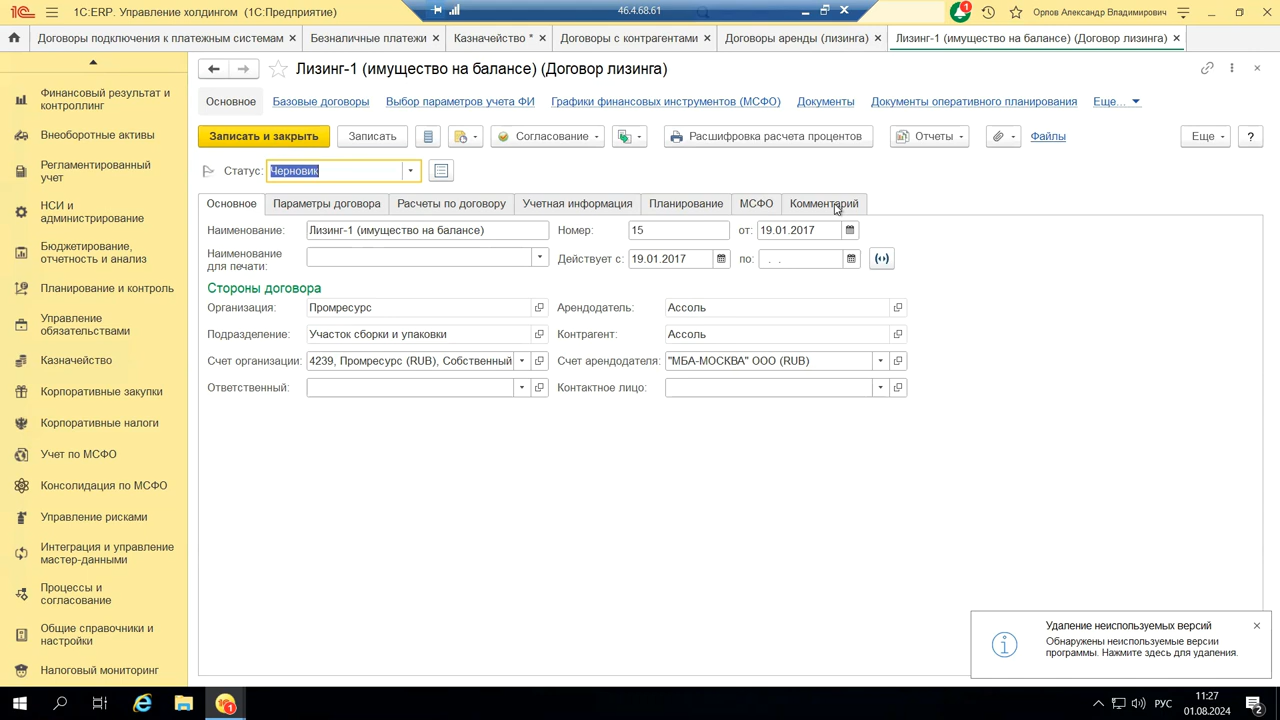 1С:ERP. Управление холдингом (1С:Предприятие)
46.4.68.61
1
Орлов Александр Владимирович
Договоры подключения к платежным системам ×
Безналичные платежи ×
Казначейство * ×
Договоры с контрагентами ×
Договоры аренды (лизинга) ×
Лизинг-1 (имущество на балансе) (Договор лизинга) ×
Финансовый результат и
контроллинг
Внеоборотные активы
Регламентированный
учет
НСИ и
администрирование
Бюджетирование,
отчетность и анализ
Планирование и контроль
Управление
обязательствами
Казначейство
Корпоративные закупки
Корпоративные налоги
Учет по МСФО
Консолидация по МСФО
Управление рисками
Интеграция и управление
мастер-данными
Процессы и
согласование
Общие справочники и
настройки
Налоговый мониторинг
Лизинг-1 (имущество на балансе) (Договор лизинга)
Основное
Базовые договоры
Выбор параметров учета ФИ
Графики финансовых инструментов (МСФО)
Документы
Документы оперативного планирования
Еще...
Записать и закрыть
Записать
Согласование
Расшифровка расчета процентов
Отчеты
Файлы
Еще
?
Статус: Черновик
Основное
Параметры договора
Расчеты по договору
Учетная информация
Планирование
МСФО
Комментарий
Наименование: Лизинг-1 (имущество на балансе)
Номер: 15 от: 19.01.2017
Наименование
для печати:
Действует с: 19.01.2017 по: . .
Стороны договора
Организация: Промресурс
Арендодатель: Ассоль
Подразделение: Участок сборки и упаковки
Контрагент: Ассоль
Счет организации: 4239, Промресурс (RUB), Собственный
Счет арендодателя: "МБА-МОСКВА" ООО (RUB)
Ответственный:
Контактное лицо:
Удаление неиспользуемых версий
Обнаружены неиспользуемые версии
программы. Нажмите здесь для удаления.
1
РУС
11:27
01.08.2024
2